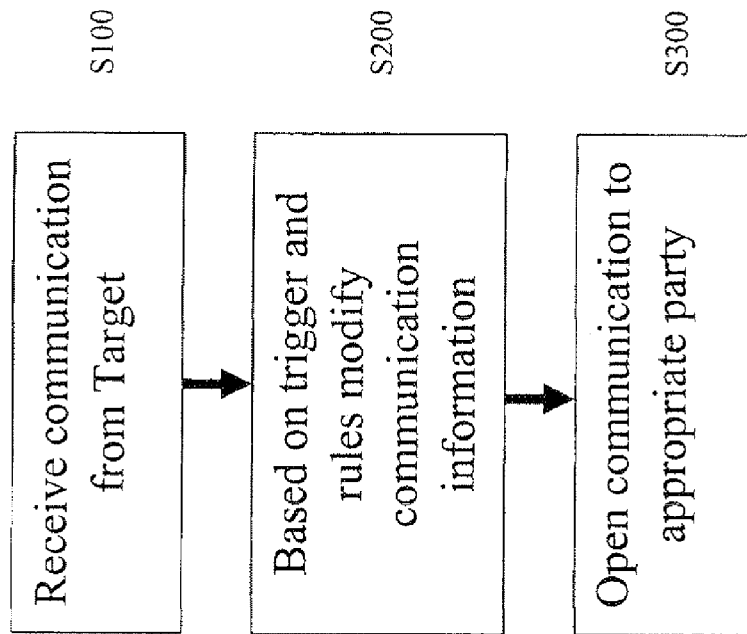 Receive communication
from Target
S100
Based on trigger and
rules modify
communication
information
S200
Open communication to
appropriate party
S300